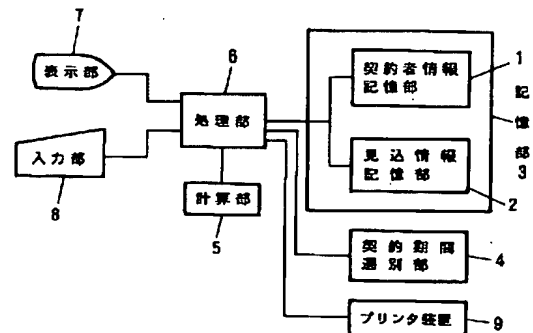 7
表示部
6
処理部
契約者情報
記憶部
1
記憶部
3
入力部
8
計算部
5
見込情報
記憶部
2
契約期間
選別部
4
プリンタ装置
9